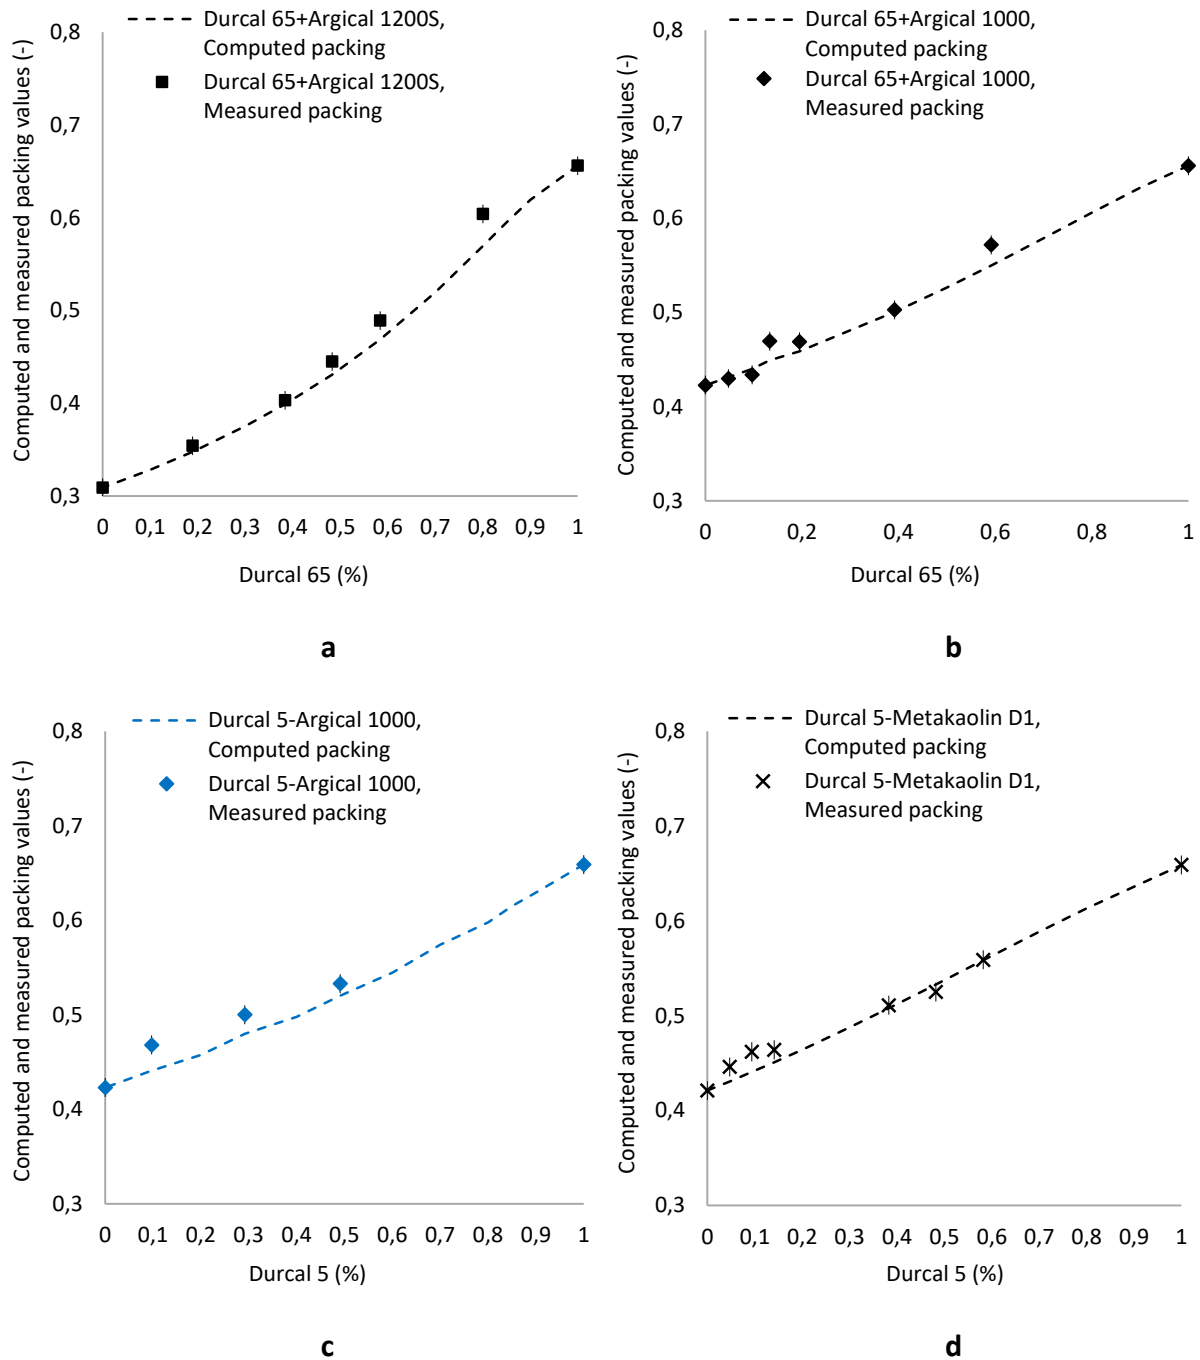 Durcal 65+Argical 1200S,
Computed packing
Durcal 65+Argical 1200S,
Measured packing
Computed and measured packing values (-)
0,8
0,7
0,6
0,5
0,4
0,3
0 0,1 0,2 0,3 0,4 0,5 0,6 0,7 0,8 0,9 1
Durcal 65 (%)
a
Durcal 65+Argical 1000,
Computed packing
Durcal 65+Argical 1000,
Measured packing
Computed and measured packing values (-)
0,8
0,7
0,6
0,5
0,4
0,3
0 0,2 0,4 0,6 0,8 1
Durcal 65 (%)
b
Durcal 5-Argical 1000,
Computed packing
Durcal 5-Argical 1000,
Measured packing
Computed and measured packing values (-)
0,8
0,7
0,6
0,5
0,4
0,3
0 0,1 0,2 0,3 0,4 0,5 0,6 0,7 0,8 0,9 1
Durcal 5 (%)
c
Durcal 5-Metakaolin D1,
Computed packing
Durcal 5-Metakaolin D1,
Measured packing
Computed and measured packing values (-)
0,8
0,7
0,6
0,5
0,4
0,3
0 0,1 0,2 0,3 0,4 0,5 0,6 0,7 0,8 0,9 1
Durcal 5 (%)
d